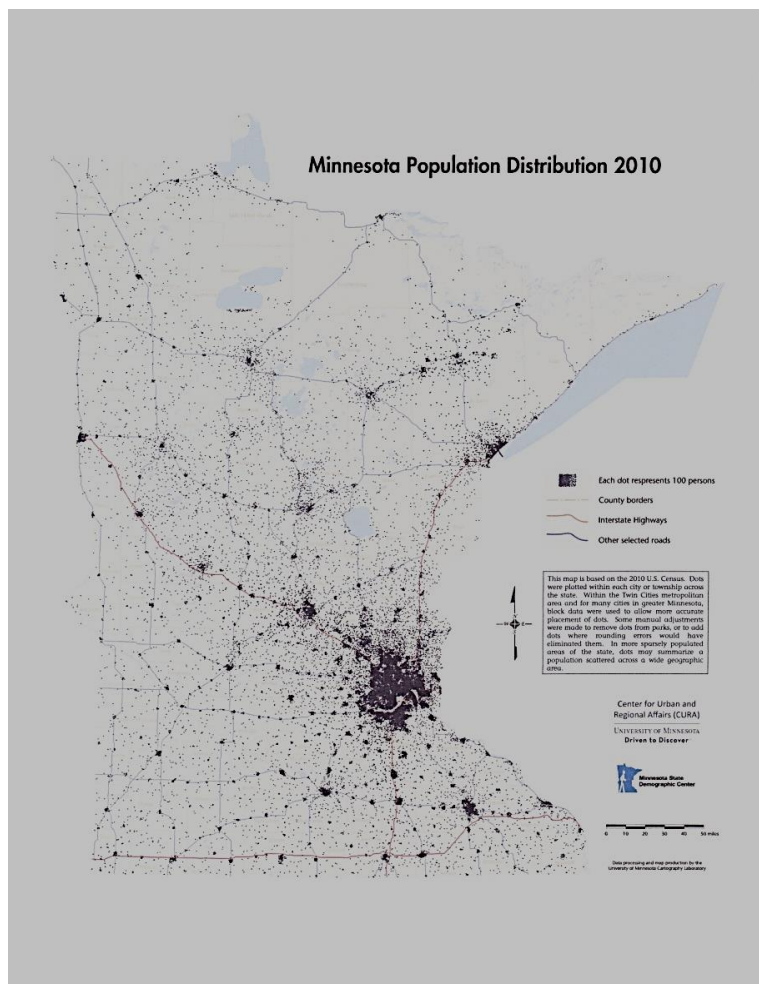 Minnesota Population Distribution 2010
Each dot respresents 100 persons
County borders
Interstate Highways
Other selected roads
This map is based on the 2010 U.S. Census. Dots
were plotted within each city or township across
the state. Within the Twin Cities metropolitan
area and for many cities in greater Minnesota,
block data were used to allow more accurate
placement of dots. Some manual adjustments
were made to remove dots from parks, or to add
dots where rounding errors would have
eliminated them. In more sparsely populated
areas of the state, dots may summarize a
population scattered across a wide geographic
area.
Center for Urban and
Regional Affairs (CURA)
UNIVERSITY OF MINNESOTA
Driven to Discover
Minnesota State
Demographic Center
0 10 20 30 40 50 miles
Data processing and map production by the
University of Minnesota Cartography Laboratory